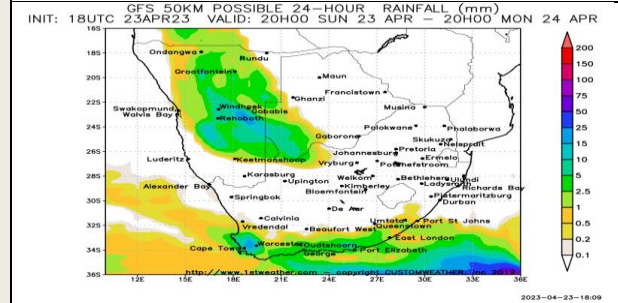 GFS 50KM POSSIBLE 24-HOUR RAINFALL (mm)
INIT: 18UTC 23APR23 VALID: 20H00 SUN 23 APR – 20H00 MON 24 APR
16S
18S
20S
22S
24S
26S
28S
30S
32S
34S
36S
Ondangwa
Rundu
Grootfontein
Maun
Francistown
Ghanzi
Windhoek
Gobabis
Swakopmund
Walvis Bay
Rehoboth
Musina
Polokwane
Phalaborwa
Gaborone
Skukuza
Pretoria
Nelspruit
Johannesburg
Ermelo
Luderitz
Keetmanshoop
Vryburg
Potchefstroom
Karasburg
Upington
Welkom
Bethlehem
Ulundi
Alexander Bay
Kimberley
Ladysmith
Richards Bay
Springbok
Bloemfontein
Pietermaritzburg
Durban
De Aar
Calvinia
Umtata
Port St Johns
Vredendal
Beaufort West
Queenstown
East London
Cape Town
Worcester
Oudtshoorn
George
Port Elizabeth
http://www.1stweather.com – copyright CUSTOMWEATHER, Inc 2019
12E 15E 18E 21E 24E 27E 30E 33E 36E
200
150
100
75
50
25
15
10
5
2.5
1
0.5
0.2
0.1
2023-04-23-18:09